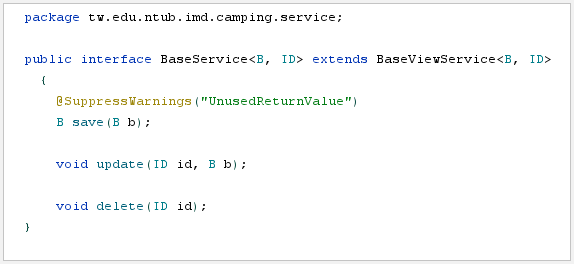 package tw.edu.ntub.imd.camping.service;
public interface BaseService<B, ID> extends BaseViewService<B, ID>
{
@SuppressWarnings("UnusedReturnValue")
B save(B b);
void update(ID id, B b);
void delete(ID id);
}